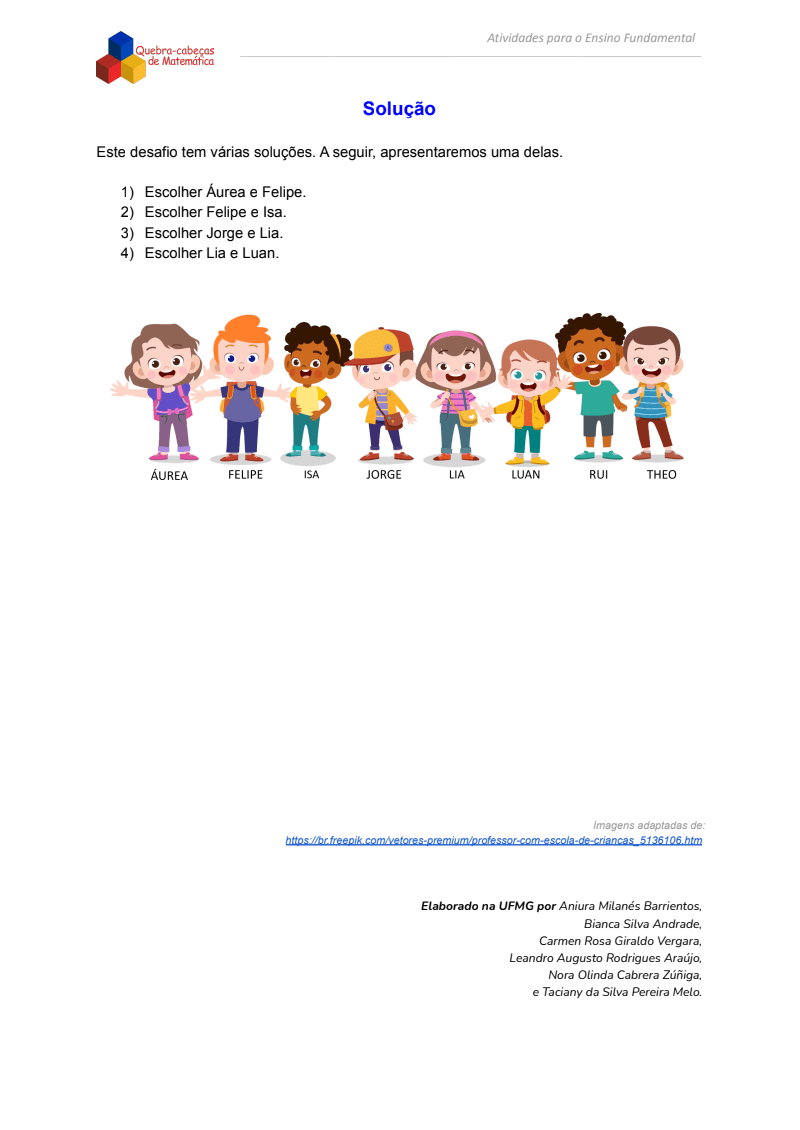 Quebra-cabeças
de Matemática
Atividades para o Ensino Fundamental
Solução
Este desafio tem várias soluções. A seguir, apresentaremos uma delas.
1) Escolher Áurea e Felipe.
2) Escolher Felipe e Isa.
3) Escolher Jorge e Lia.
4) Escolher Lia e Luan.
ÁUREA FELIPE ISA JORGE LIA LUAN RUI THEO
Imagens adaptadas de:
https://br.freepik.com/vetores-premium/professor-com-escola-de-criancas_5136106.htm
Elaborado na UFMG por Aniura Milanés Barrientos,
Bianca Silva Andrade,
Carmen Rosa Giraldo Vergara,
Leandro Augusto Rodrigues Araújo,
Nora Olinda Cabrera Zúñiga,
e Taciany da Silva Pereira Melo.